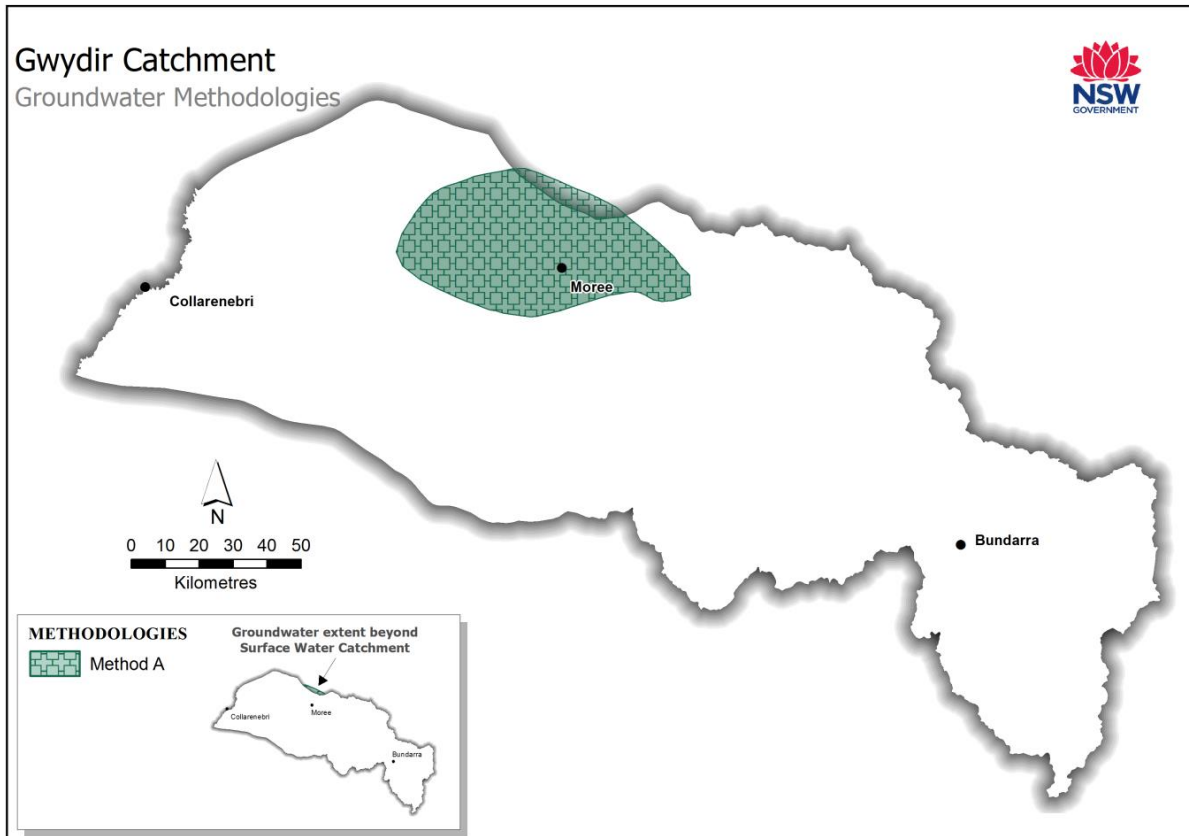 Gwydir Catchment
Groundwater Methodologies
NSW
GOVERNMENT
Moree
Collarenebri
N
0 10 20 30 40 50
Kilometres
Bundarra
METHODOLOGIES
Method A
Groundwater extent beyond
Surface Water Catchment
Collarenebri
Moree
Bundarra